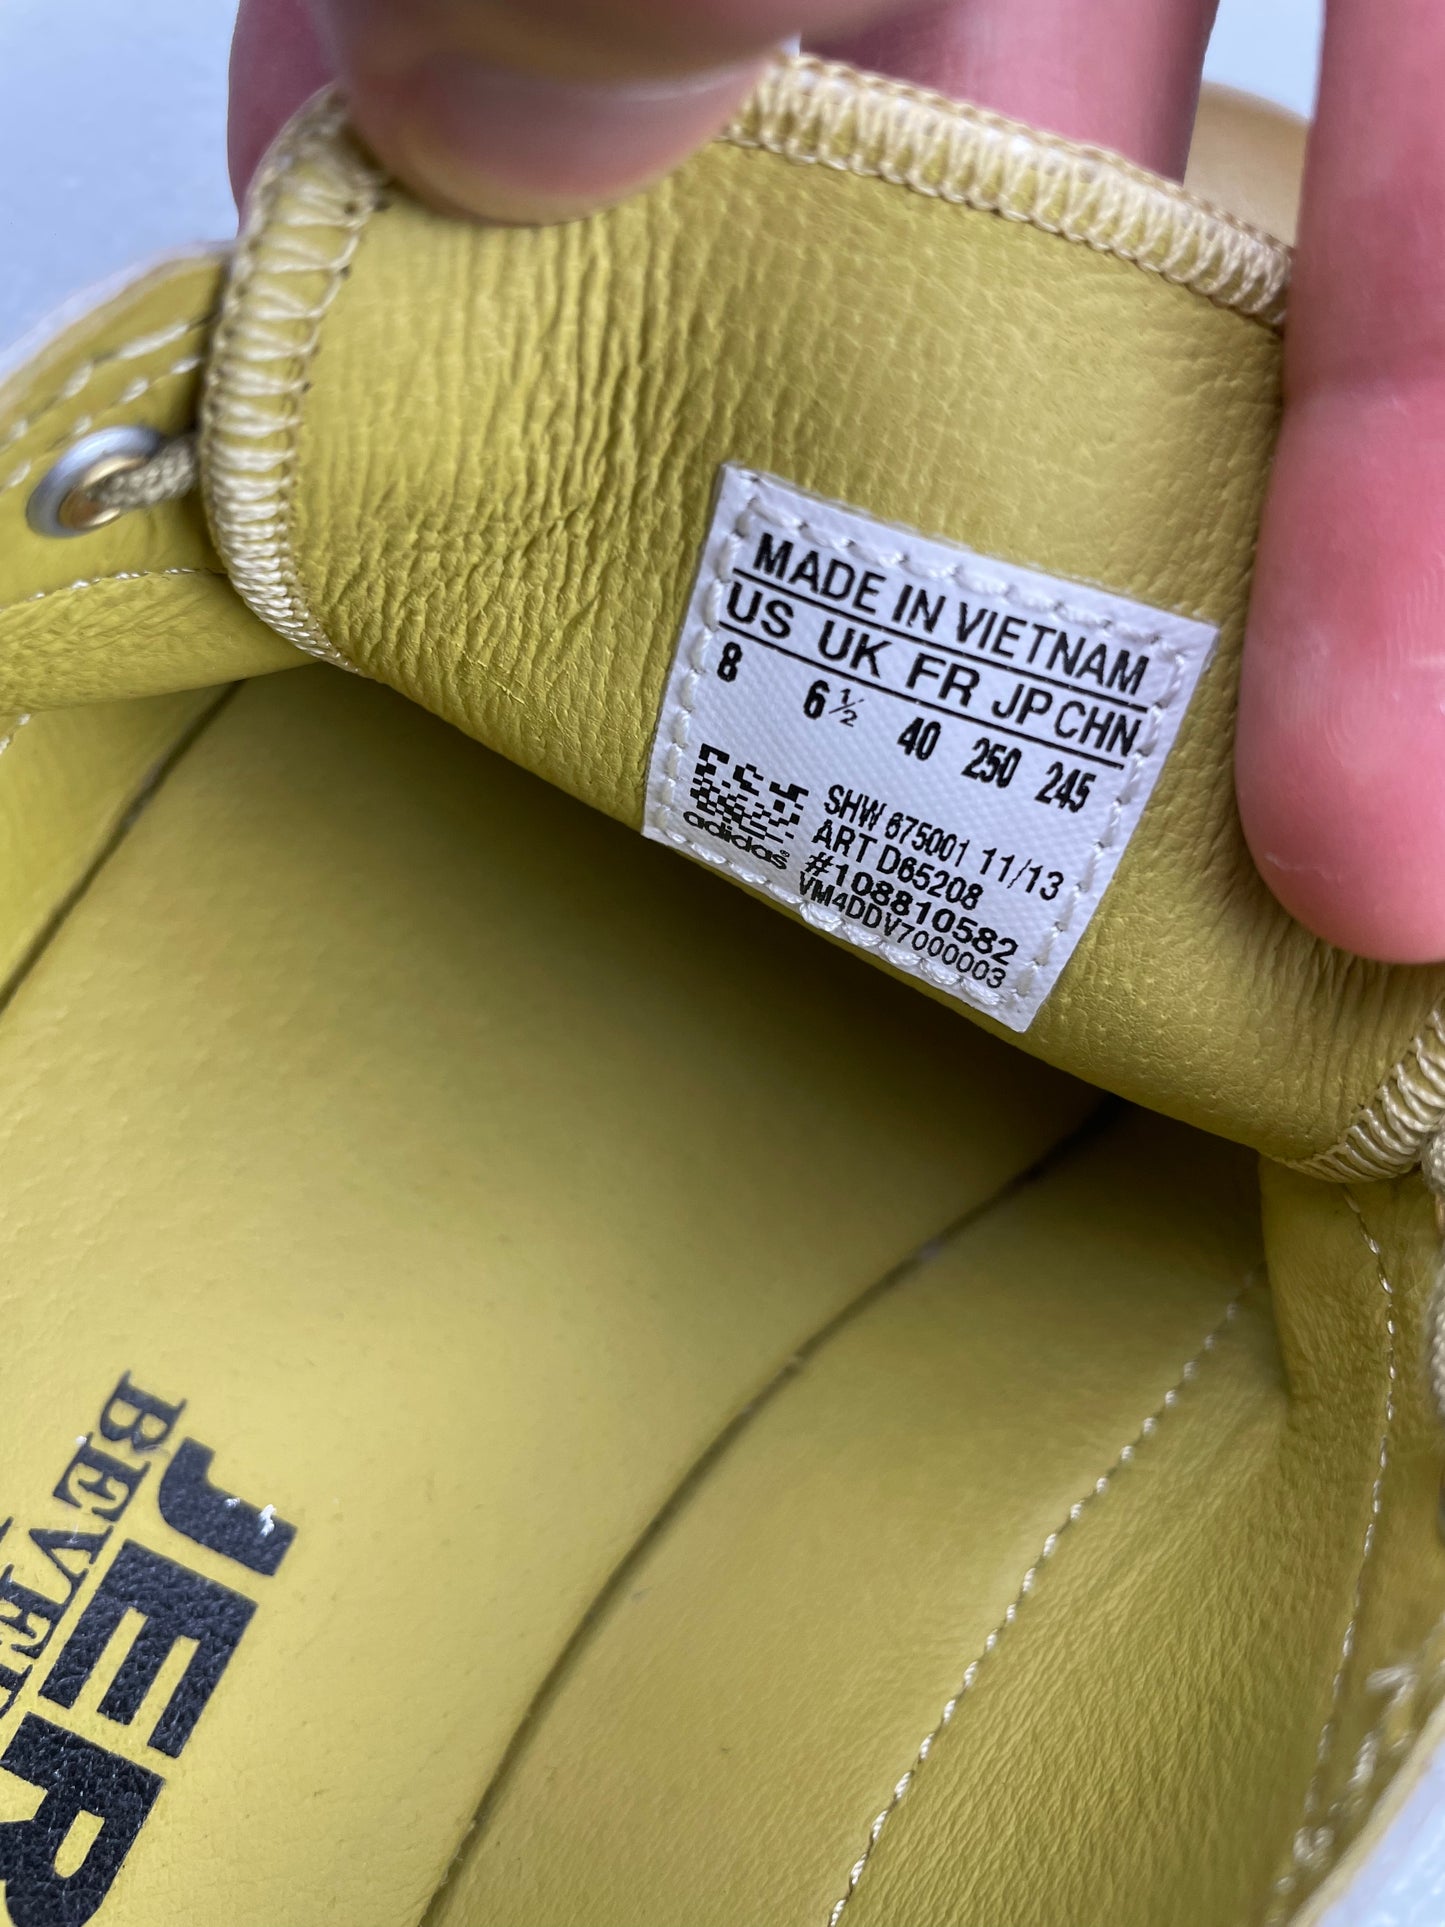 MADE IN VIETNAM
US UK FR JP CHN
8 6½ 40 250 245
SHW 675001 11/13
ART D65208
#108810582
VM4DDV7000003
adidas®
JER